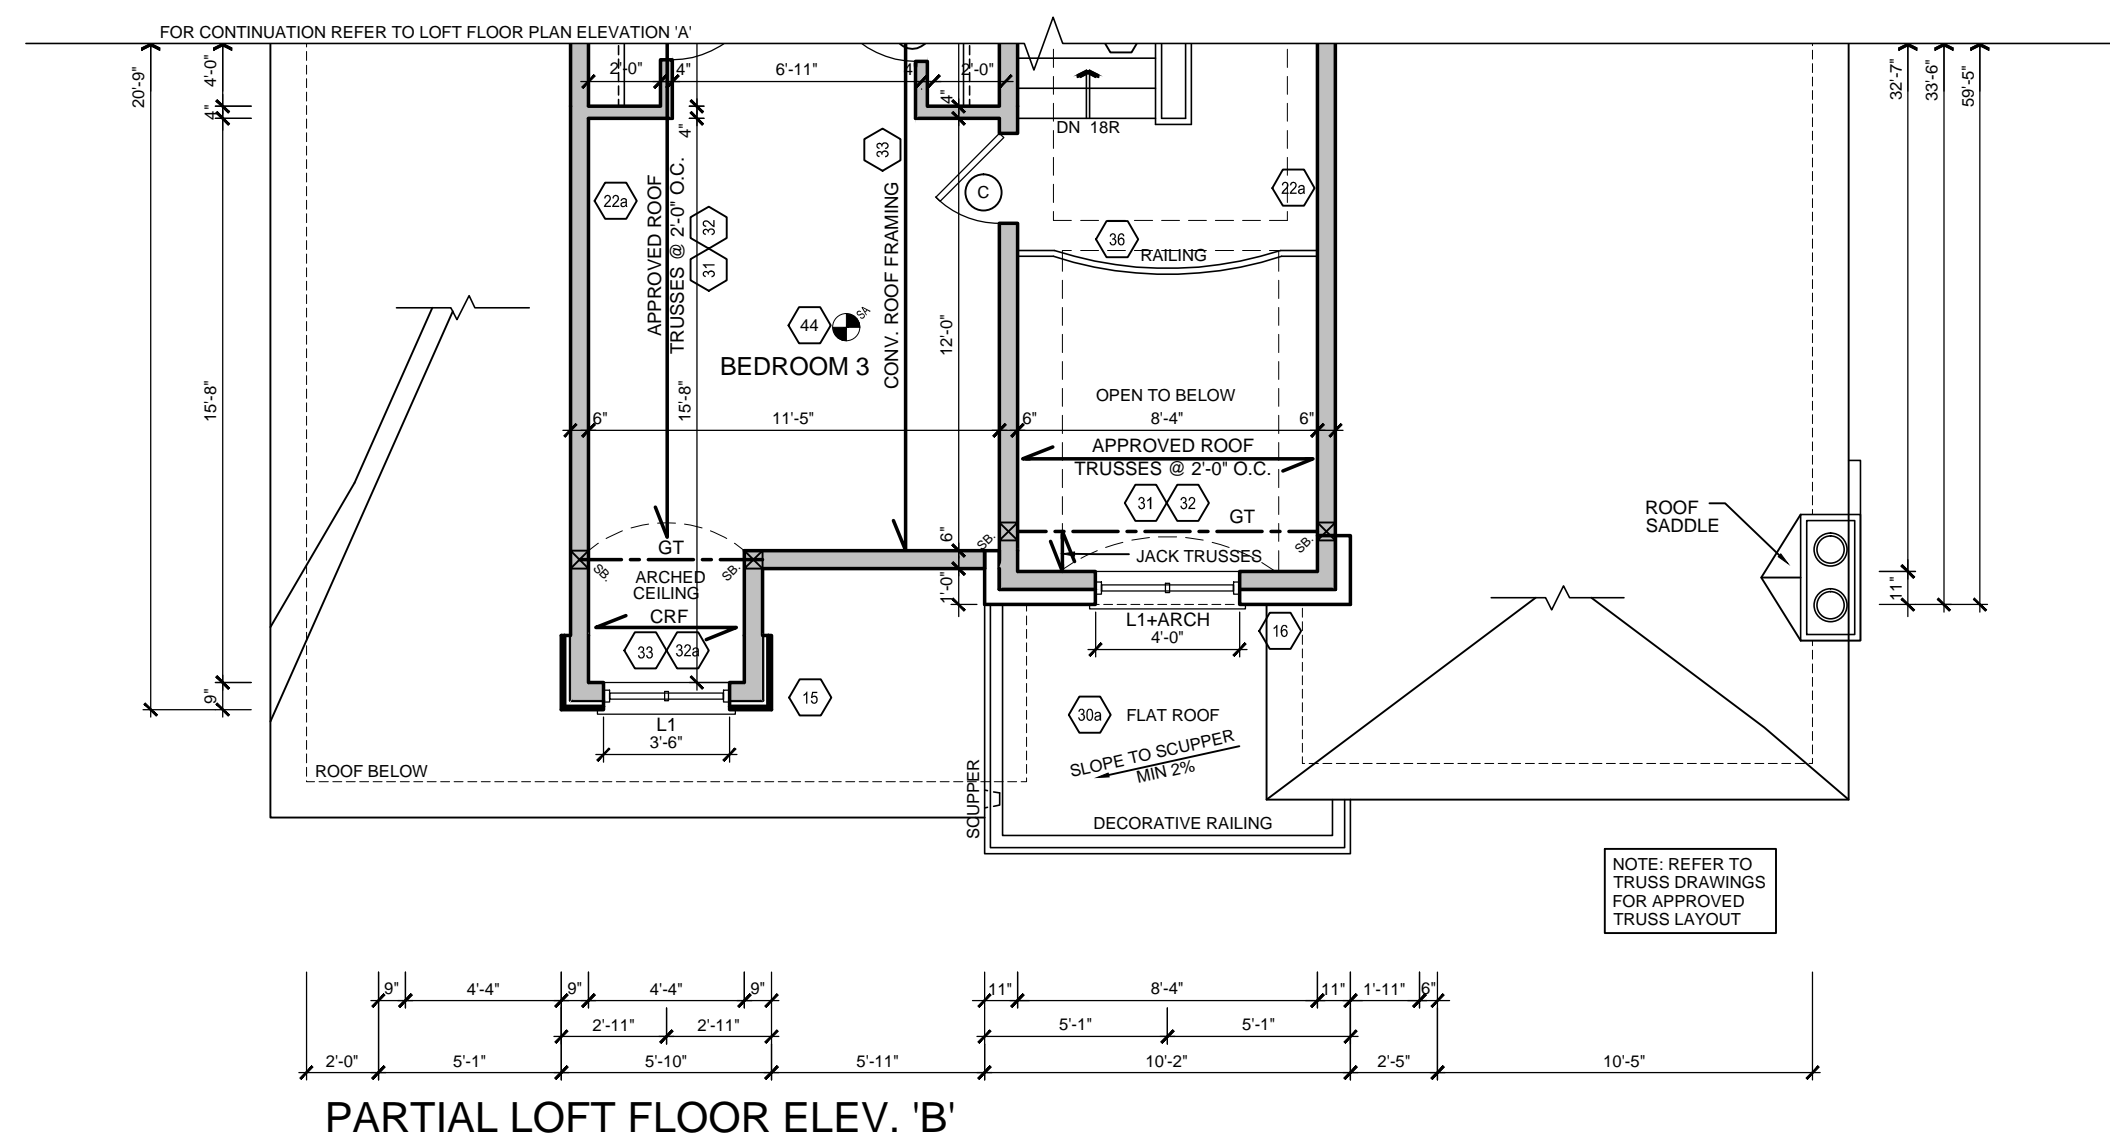 FOR CONTINUATION REFER TO LOFT FLOOR PLAN ELEVATION 'A'
20'-9"
4'-0"
4"
15'-8"
9"
2'-0"
4"
6'-11"
4"
2'-0"
4"
4"
DN 18R
32'-7"
33'-6"
59'-5"
11"
22a
APPROVED ROOF
TRUSSES @ 2'-0" O.C.
32
31
33
CONV. ROOF FRAMING
C
22a
36
RAILING
44
SA
BEDROOM 3
12'-0"
15'-8"
OPEN TO BELOW
6"
11'-5"
6"
8'-4"
6"
APPROVED ROOF
TRUSSES @ 2'-0" O.C.
31
32
GT
SB.
SB.
JACK TRUSSES
6"
1'-0"
GT
SB.
SB.
ARCHED
CEILING
CRF
33
32a
L1
3'-6"
15
L1+ARCH
4'-0"
16
ROOF
SADDLE
30a
FLAT ROOF
SLOPE TO SCUPPER
MIN 2%
SCUPPER
DECORATIVE RAILING
ROOF BELOW
NOTE: REFER TO
TRUSS DRAWINGS
FOR APPROVED
TRUSS LAYOUT
9"
4'-4"
9"
4'-4"
9"
11"
8'-4"
11"
1'-11"
6"
2'-11"
2'-11"
5'-1"
5'-1"
2'-0"
5'-1"
5'-10"
5'-11"
10'-2"
2'-5"
10'-5"
PARTIAL LOFT FLOOR ELEV. 'B'